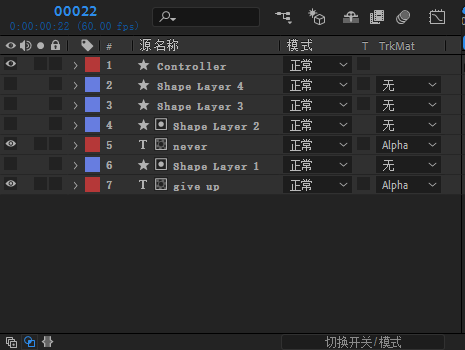 00022
0:00:00:22 (60.00 fps)
# 源名称 模式 T TrkMat
1 Controller 正常
2 Shape Layer 4 正常 无
3 Shape Layer 3 正常 无
4 Shape Layer 2 正常 无
5 T never 正常 Alpha
6 Shape Layer 1 正常 无
7 T give up 正常 Alpha
切换开关/模式